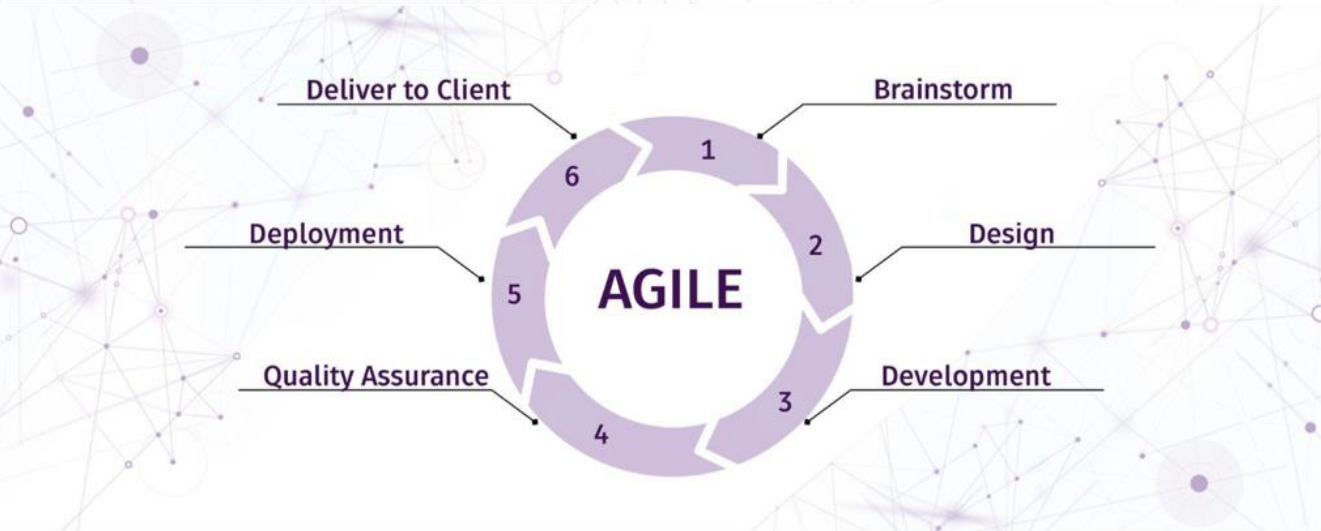 Deliver to Client
Brainstorm
1
6
2
Deployment
Design
AGILE
5
Quality Assurance
Development
3
4